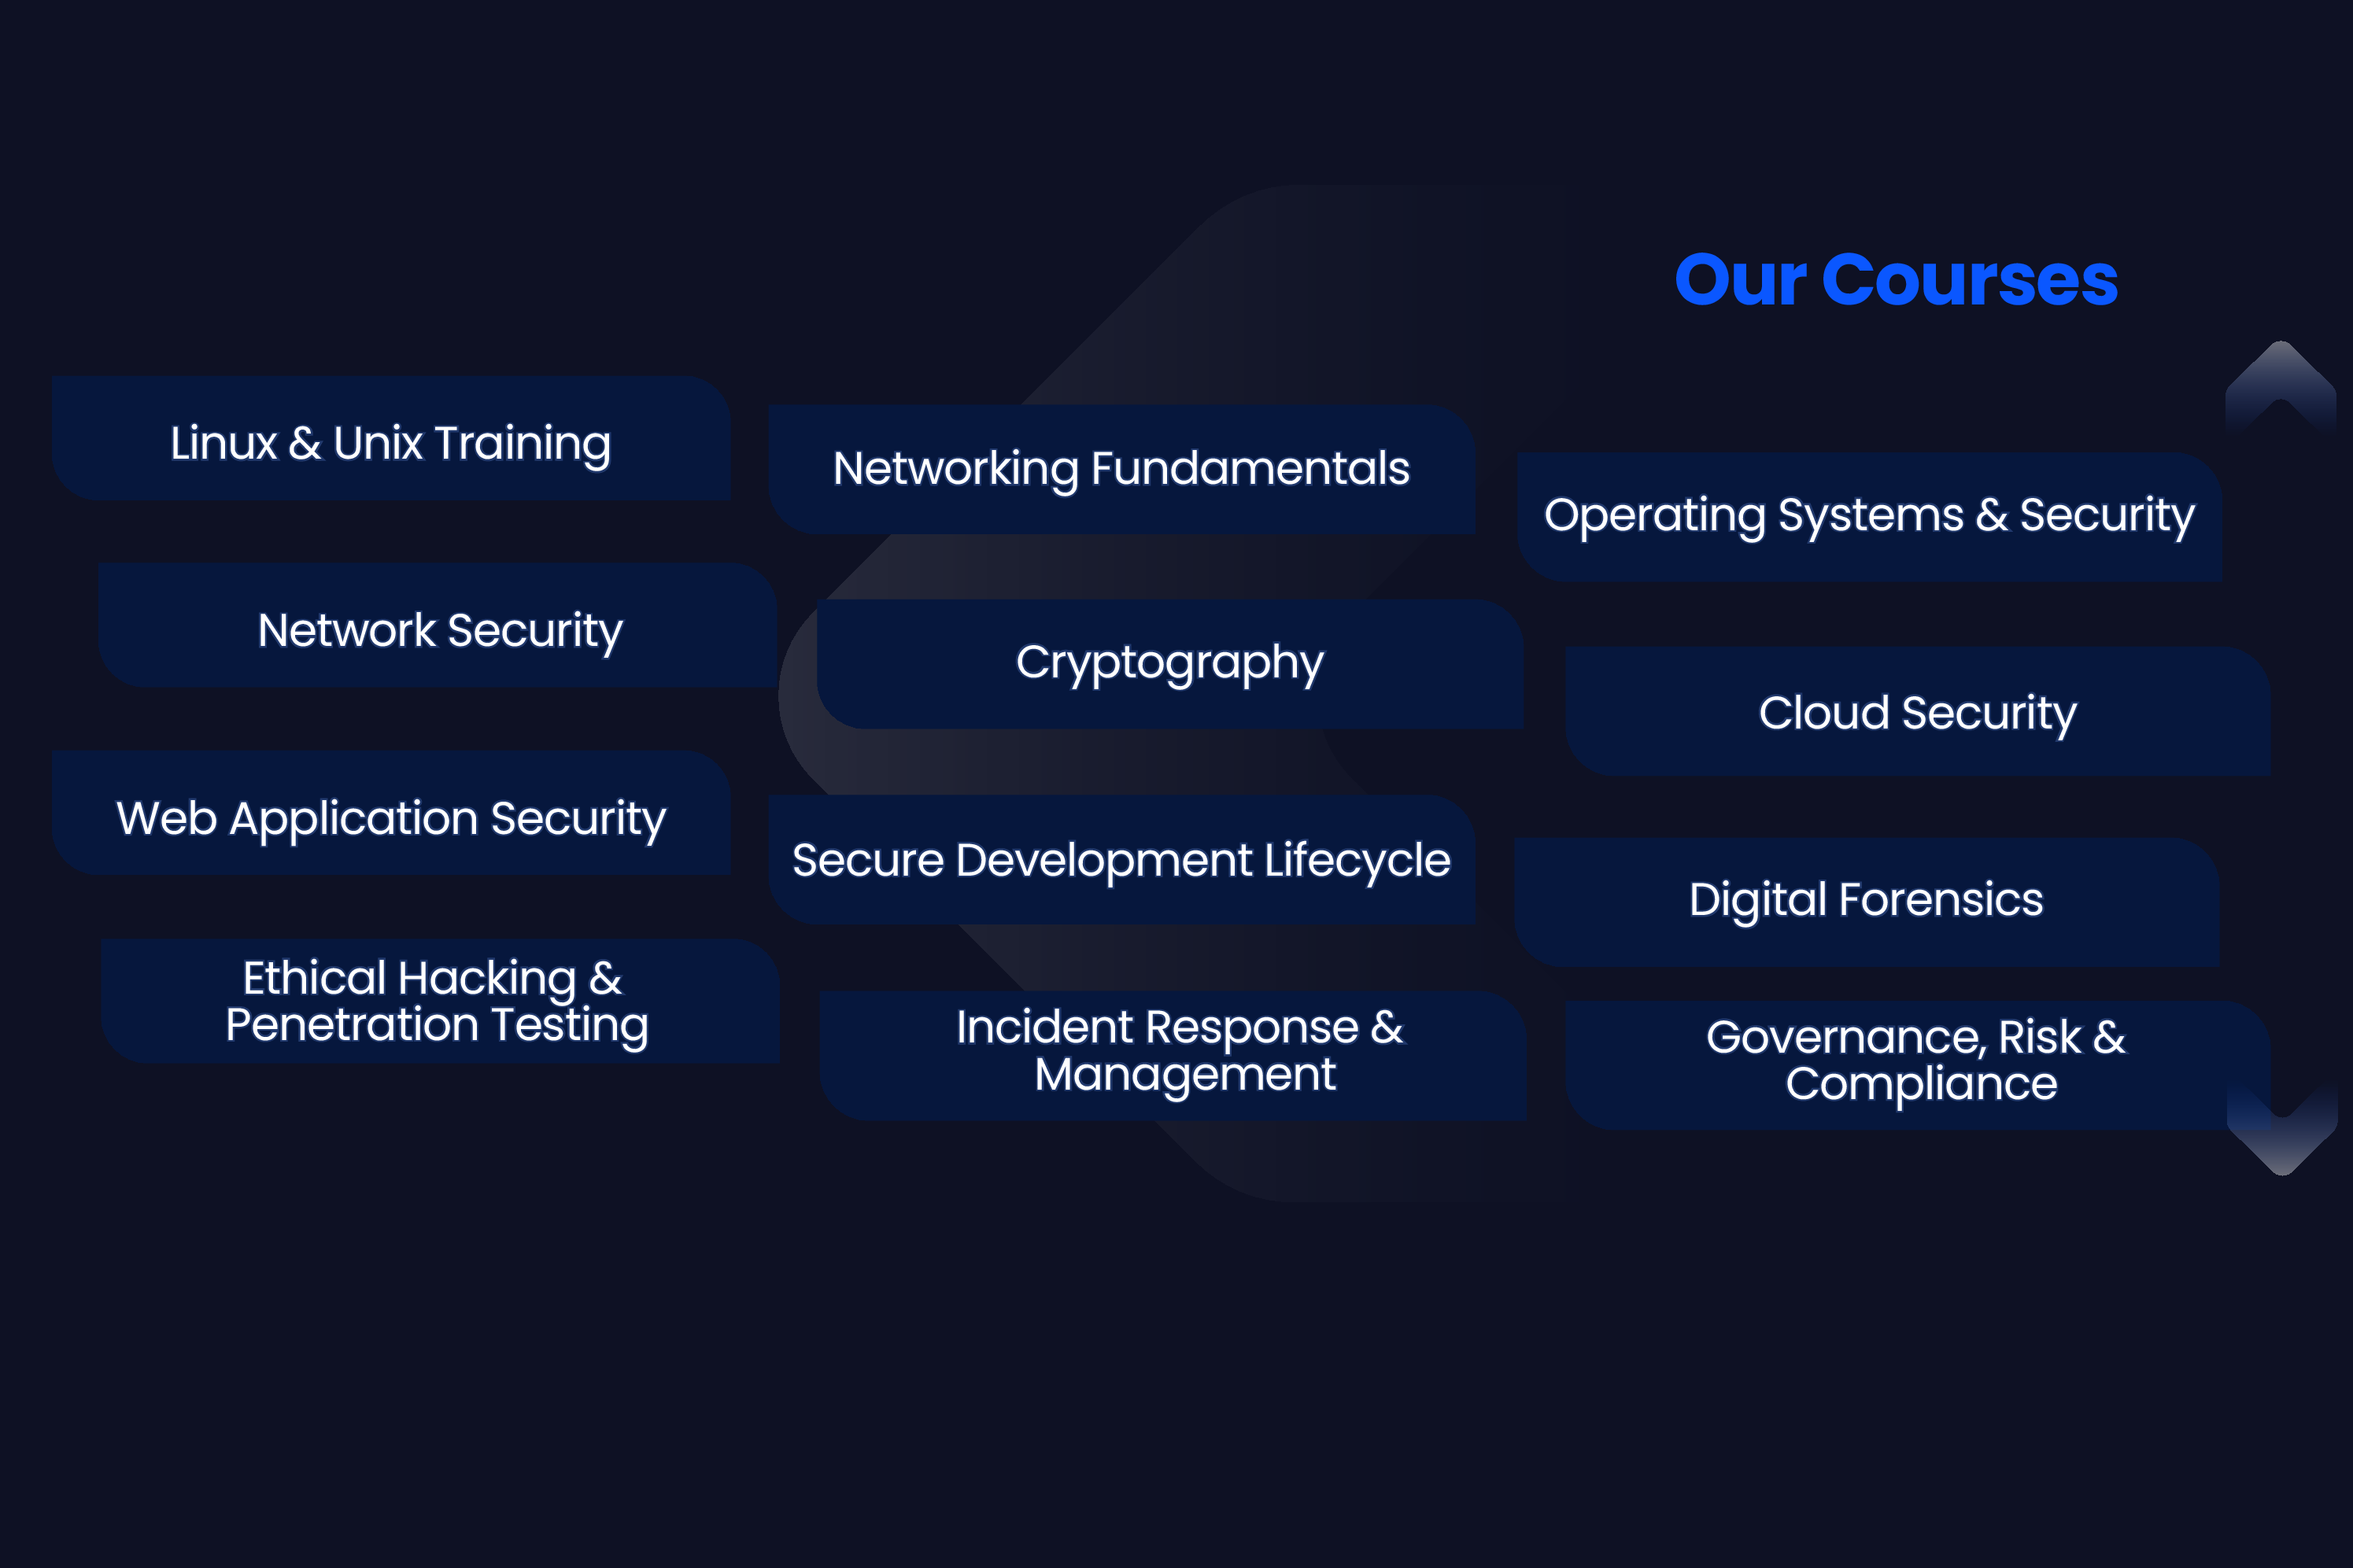 Our Courses
Linux & Unix Training
Networking Fundamentals
Operating Systems & Security
Network Security
Cryptography
Cloud Security
Web Application Security
Secure Development Lifecycle
Digital Forensics
Ethical Hacking &
Penetration Testing
Incident Response &
Management
Governance, Risk &
Compliance